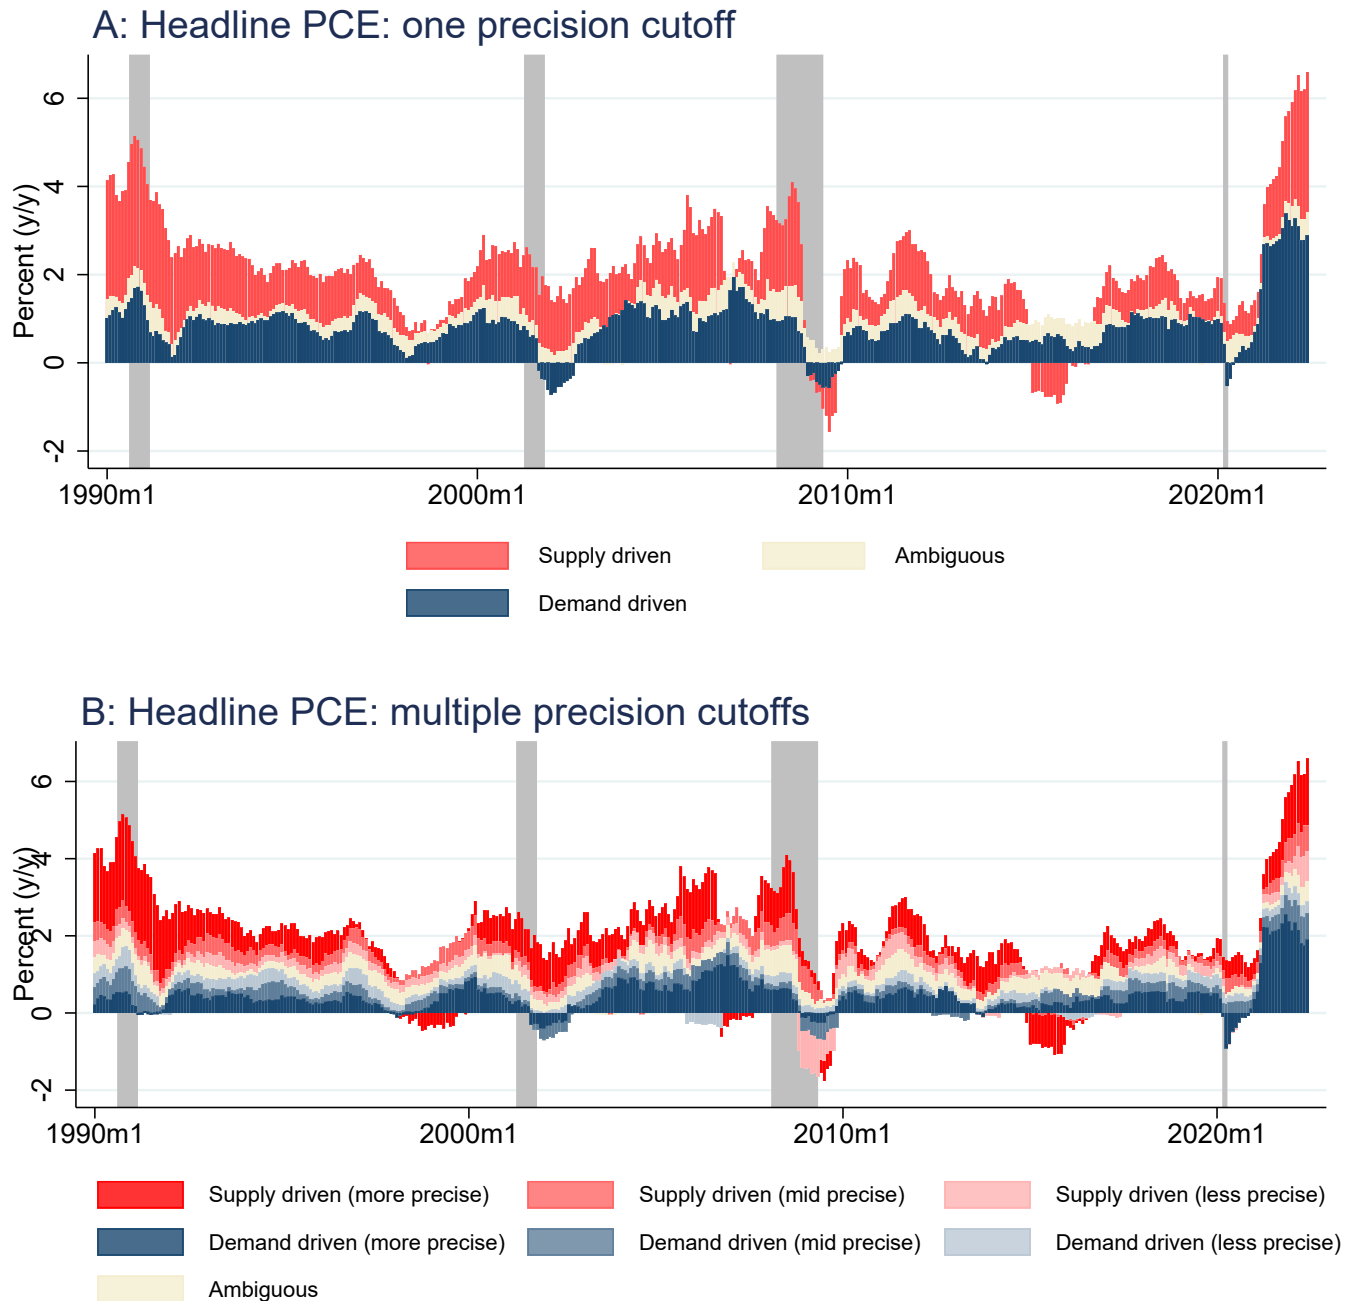 A: Headline PCE: one precision cutoff
Percent (y/y)
6
4
2
0
-2
1990m1 2000m1 2010m1 2020m1
Supply driven Ambiguous
Demand driven
B: Headline PCE: multiple precision cutoffs
Percent (y/y)
6
4
2
0
-2
1990m1 2000m1 2010m1 2020m1
Supply driven (more precise) Supply driven (mid precise) Supply driven (less precise)
Demand driven (more precise) Demand driven (mid precise) Demand driven (less precise)
Ambiguous